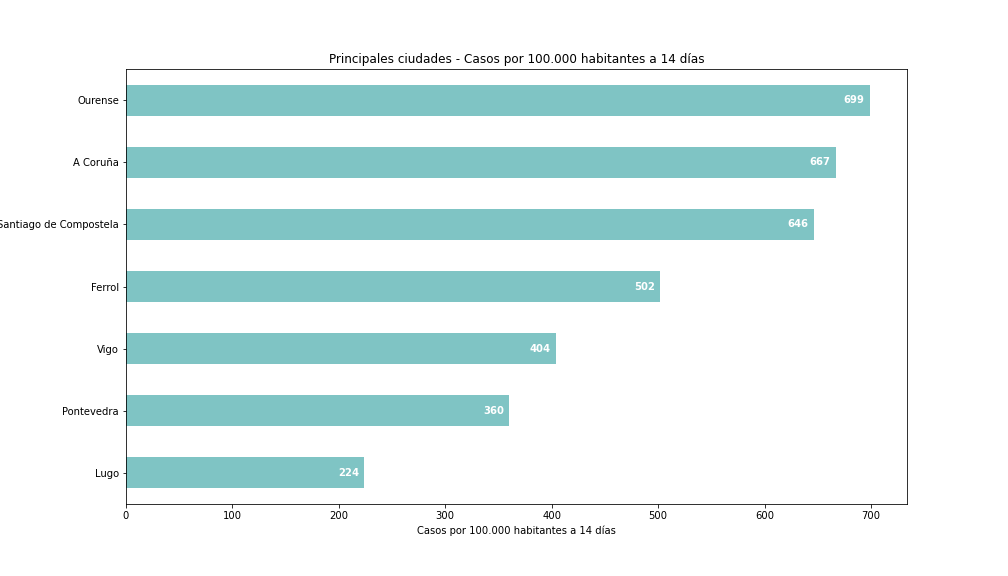 Principales ciudades - Casos por 100.000 habitantes a 14 días
Ourense 699
A Coruña 667
Santiago de Compostela 646
Ferrol 502
Vigo 404
Pontevedra 360
Lugo 224
0 100 200 300 400 500 600 700
Casos por 100.000 habitantes a 14 días